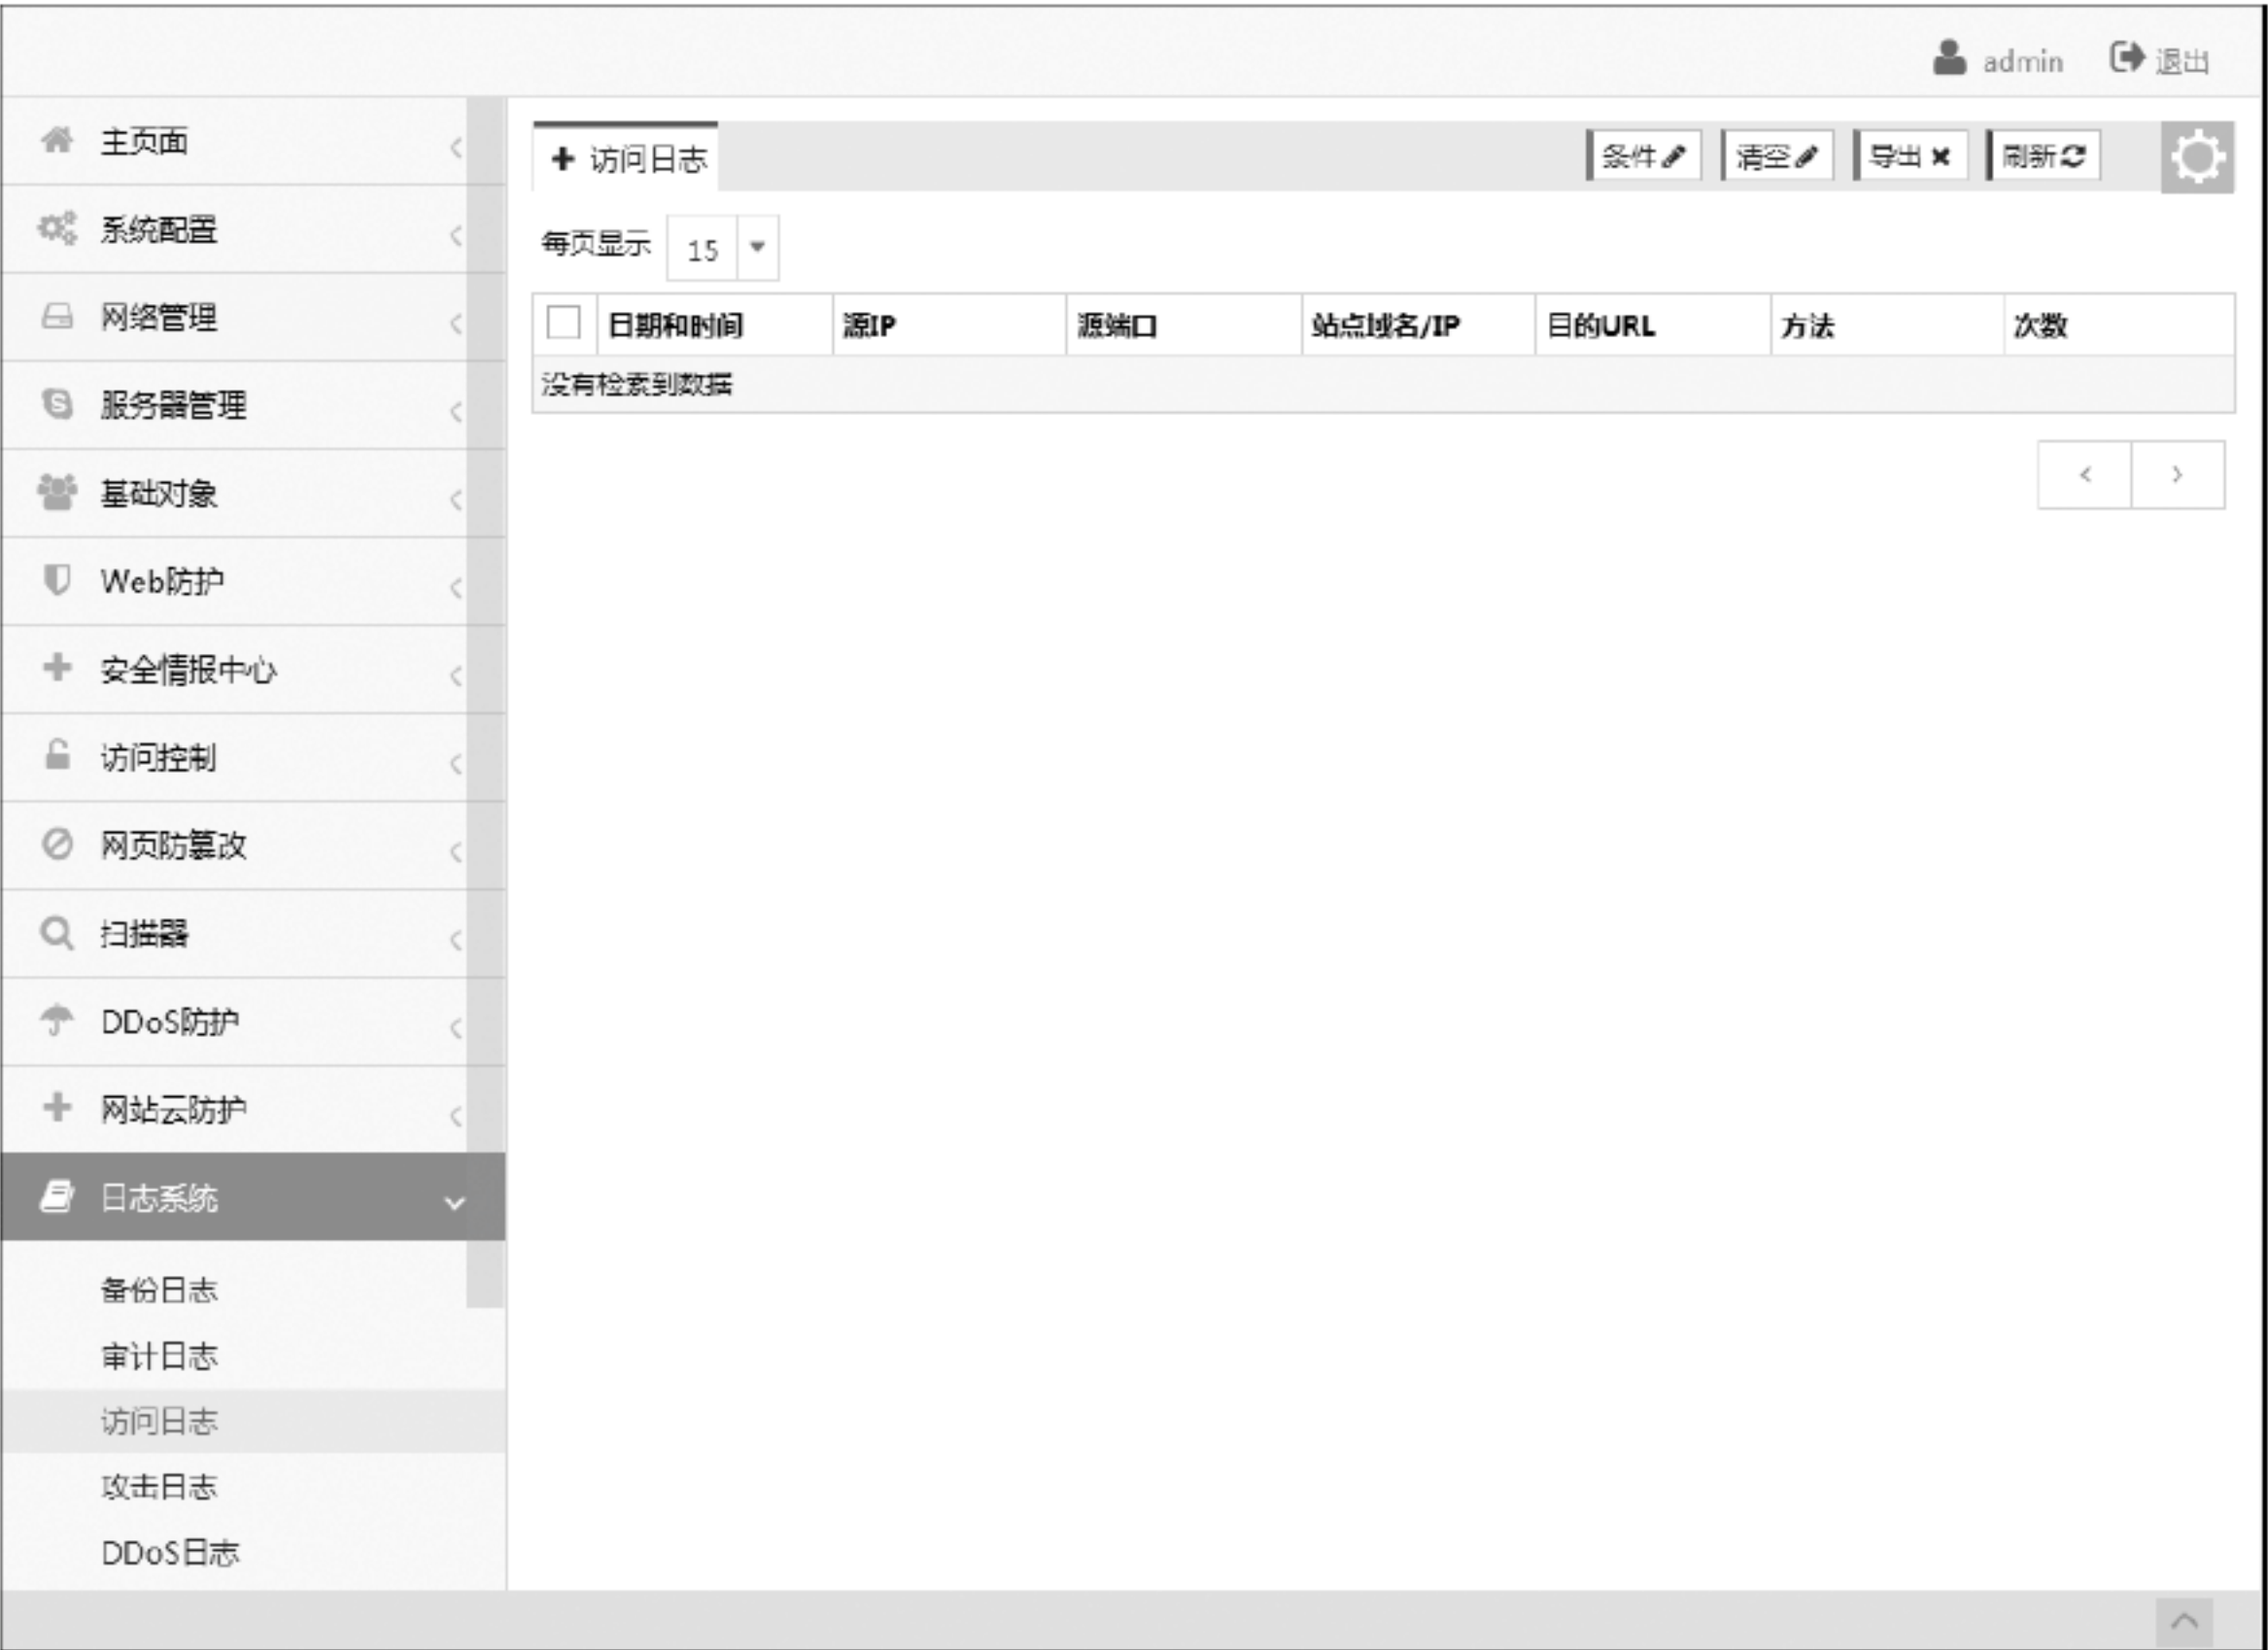 admin 退出
主页面
系统配置
网络管理
服务器管理
基础对象
Web防护
安全情报中心
访问控制
网页防篡改
扫描器
DDoS防护
网站云防护
日志系统
备份日志
审计日志
访问日志
攻击日志
DDoS日志
访问日志 条件 清空 导出 刷新
每页显示 15
日期和时间 源IP 源端口 站点域名/IP 目的URL 方法 次数
没有检索到数据